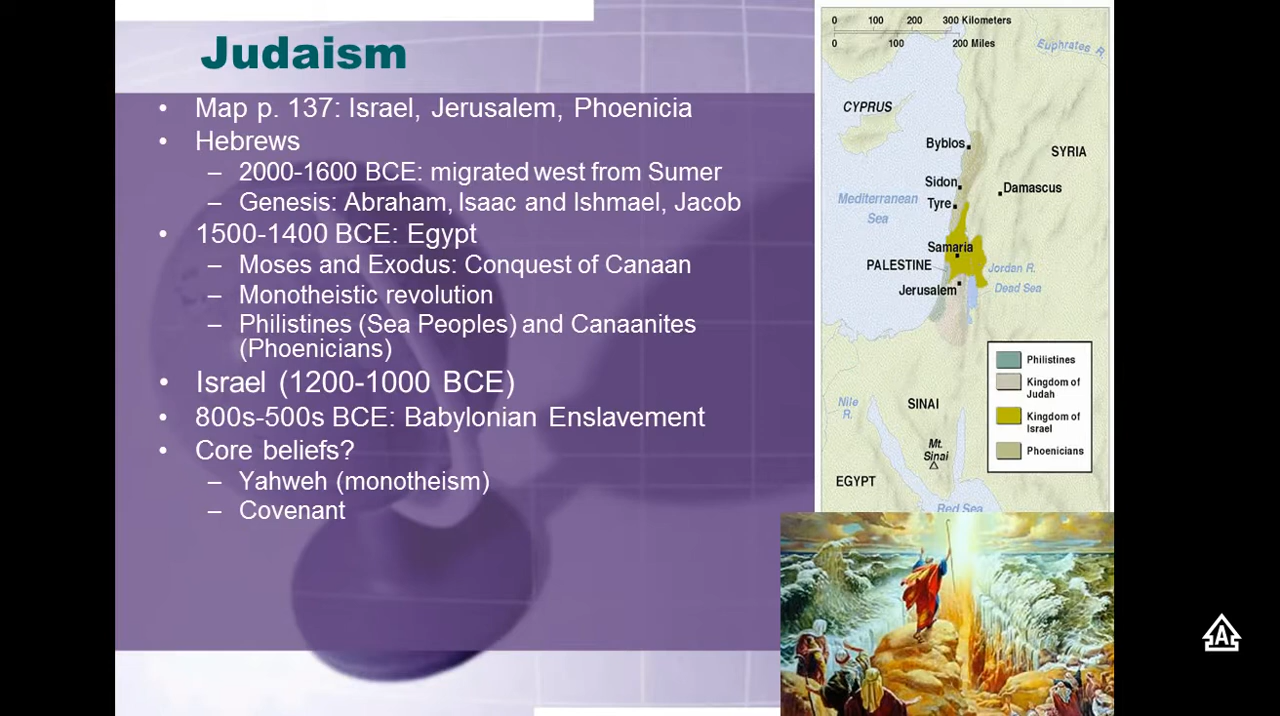 Judaism
• Map p. 137: Israel, Jerusalem, Phoenicia
• Hebrews
– 2000-1600 BCE: migrated west from Sumer
– Genesis: Abraham, Isaac and Ishmael, Jacob
• 1500-1400 BCE: Egypt
– Moses and Exodus: Conquest of Canaan
– Monotheistic revolution
– Philistines (Sea Peoples) and Canaanites
(Phoenicians)
• Israel (1200-1000 BCE)
• 800s-500s BCE: Babylonian Enslavement
• Core beliefs?
– Yahweh (monotheism)
– Covenant
0 100 200 300 Kilometers
0 100 200 Miles
Euphrates R.
CYPRUS
Byblos
SYRIA
Sidon
Damascus
Mediterranean
Sea
Tyre
Samaria
PALESTINE
Jordan R.
Jerusalem
Dead Sea
Philistines
Kingdom of
Judah
Kingdom of
Israel
Phoenicians
Nile
R.
SINAI
Mt.
Sinai
EGYPT
Red Sea
A